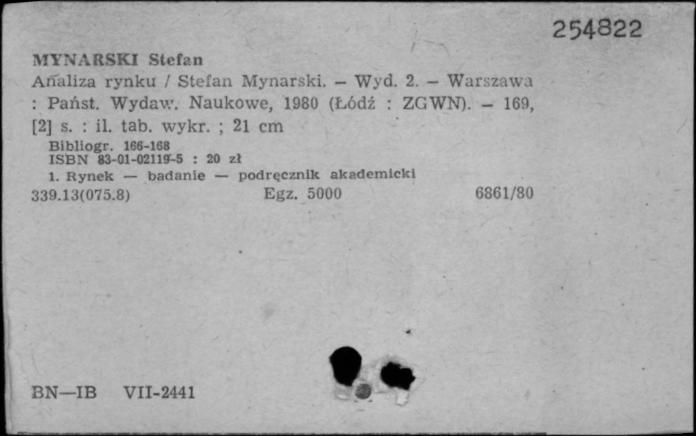 254822
MYNARSKI Stefan
Analiza rynku / Stefan Mynarski. — Wyd. 2. — Warszawa
: Państ. Wydaw. Naukowe, 1980 (Łódź : ZGWN). — 169,
[2] s. : il. tab. wykr. ; 21 cm
Bibliogr. 166-168
ISBN 83-01-02119-5 : 20 zł
1. Rynek — badanie — podręcznik akademicki
339.13(075.8) Egz. 5000 6861/80
BN—IB VII-2441